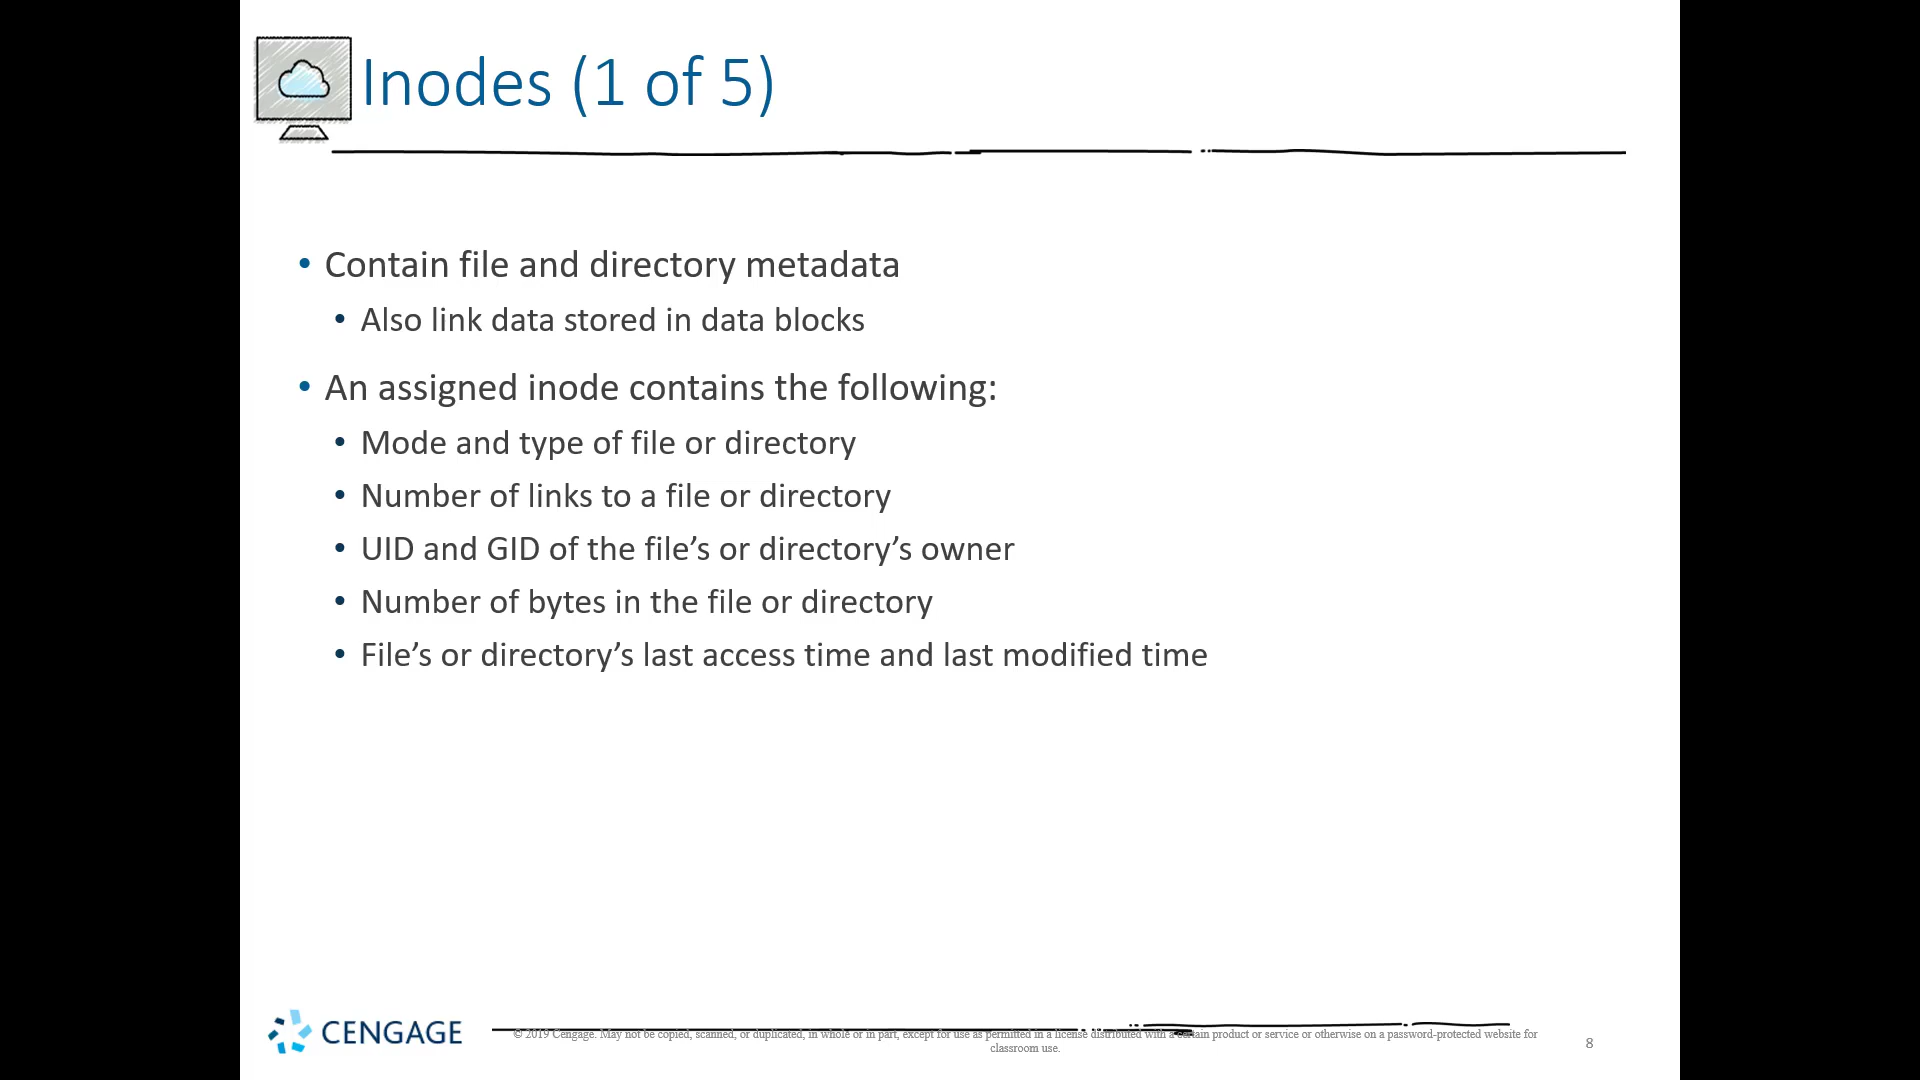 Inodes (1 of 5)
• Contain file and directory metadata
• Also link data stored in data blocks
• An assigned inode contains the following:
• Mode and type of file or directory
• Number of links to a file or directory
• UID and GID of the file’s or directory’s owner
• Number of bytes in the file or directory
• File’s or directory’s last access time and last modified time
CENGAGE
© 2019 Cengage. May not be copied, scanned, or duplicated, in whole or in part, except for use as permitted in a license distributed with a certain product or service or otherwise on a password-protected website for
classroom use.
8